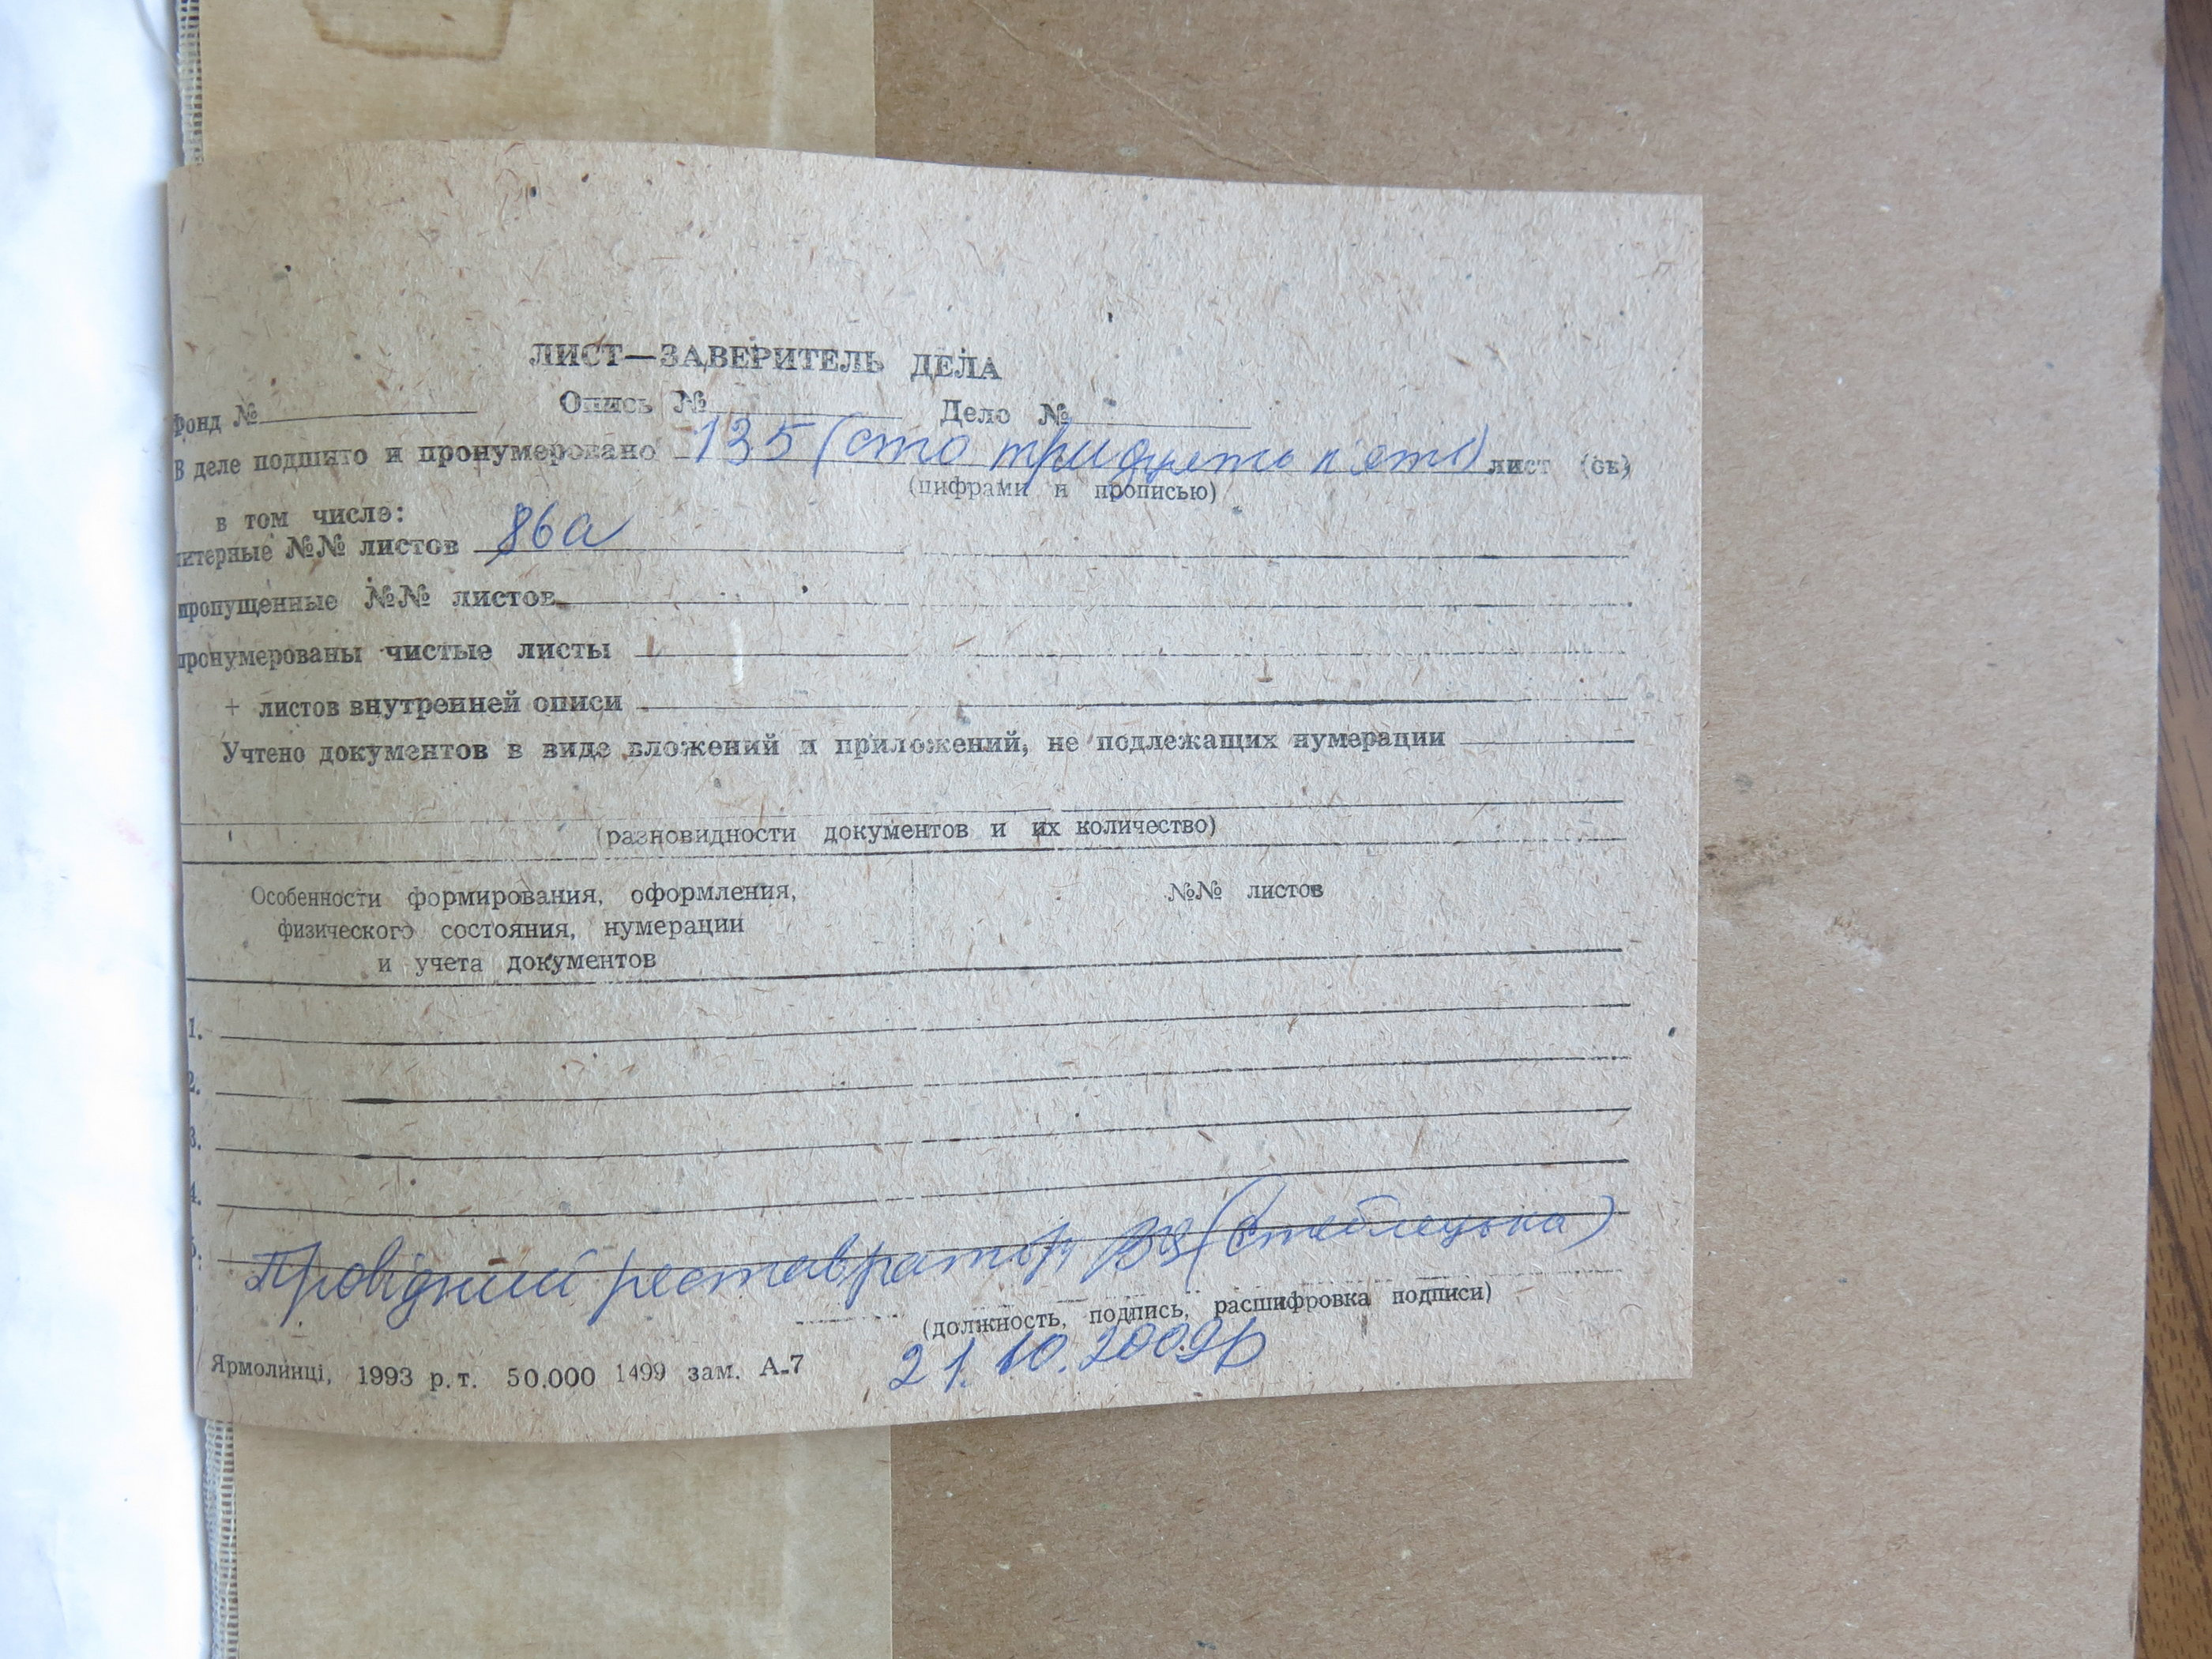 ЛИСТ—ЗАВЕРИТЕЛЬ ДЕЛА
Фонд № Опись № Дело №
В деле подшито и пронумеровано 135 (сто тридцять п'ять) лист (ов)
(цифрами и прописью)
в том числе:
литерные №№ листов 86а
пропущенные №№ листов
пронумерованы чистые листы
+ листов внутренней описи
Учтено документов в виде вложений и приложений, не подлежащих нумерации
(разновидности документов и их количество)
Особенности формирования, оформления, №№ листов
физического состояния, нумерации
и учета документов
1.
2.
3.
4.
5.
Провідний реставратор (Стеблецька)
(должность, подпись, расшифровка подписи)
21.10.2009р
Ярмолинці, 1993 р.т. 50.000 1499 зам. А-7